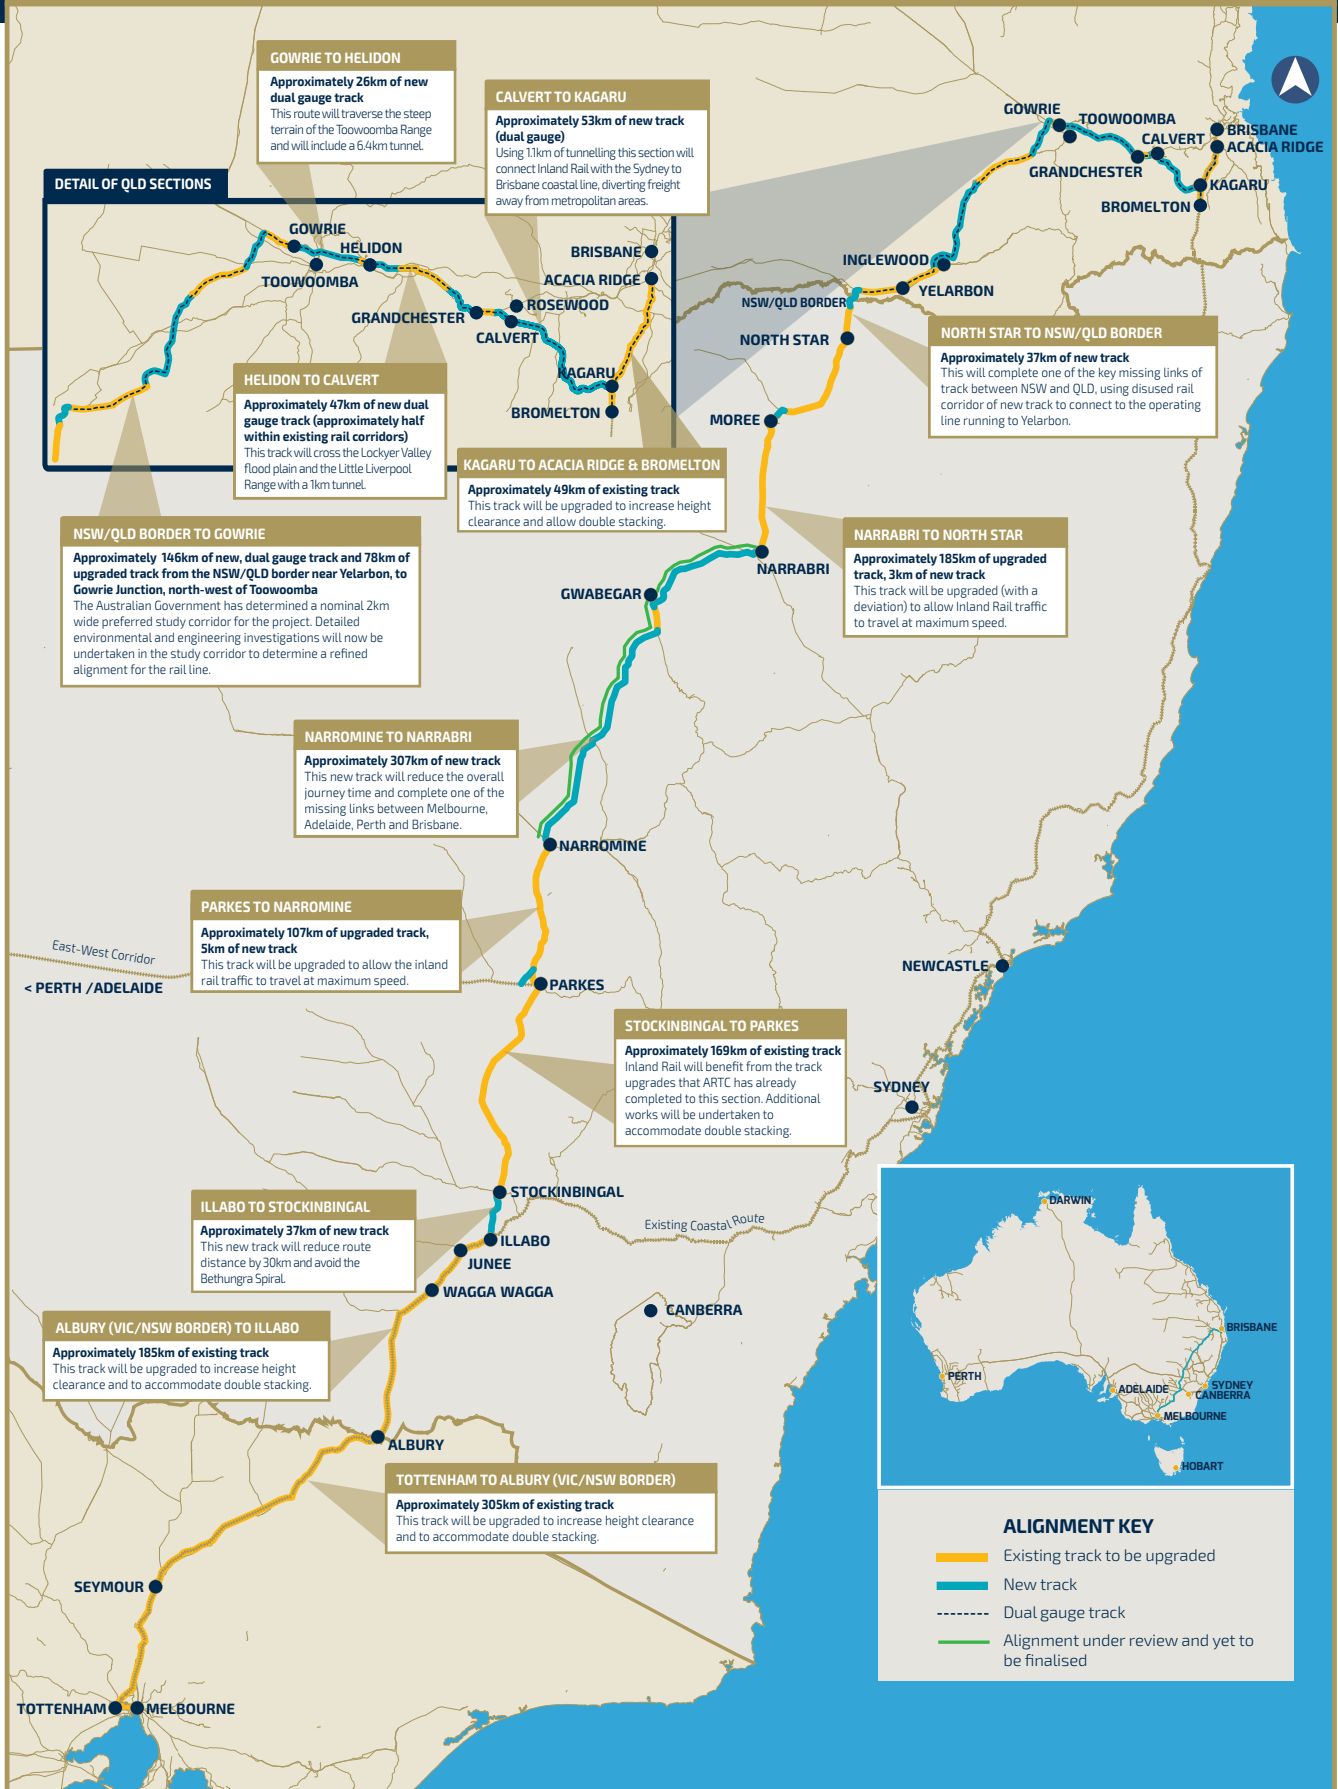 GOWRIE TO HELIDON
Approximately 26km of new
dual gauge track
This route will traverse the steep
terrain of the Toowoomba Range
and will include a 6.4km tunnel.
CALVERT TO KAGARU
Approximately 53km of new track
(dual gauge)
Using 1.1km of tunnelling this section will
connect Inland Rail with the Sydney to
Brisbane coastal line, diverting freight
away from metropolitan areas.
GOWRIE
TOOWOOMBA
CALVERT
BRISBANE
ACACIA RIDGE
GRANDCHESTER
KAGARU
BROMELTON
DETAIL OF QLD SECTIONS
GOWRIE
HELIDON
TOOWOOMBA
BRISBANE
ACACIA RIDGE
ROSEWOOD
GRANDCHESTER
CALVERT
KAGARU
BROMELTON
INGLEWOOD
YELARBON
NSW/QLD BORDER
NORTH STAR
NORTH STAR TO NSW/QLD BORDER
Approximately 37km of new track
This will complete one of the key missing links of
track between NSW and QLD, using disused rail
corridor of new track to connect to the operating
line running to Yelarbon.
HELIDON TO CALVERT
Approximately 47km of new dual
gauge track (approximately half
within existing rail corridors)
This track will cross the Lockyer Valley
flood plain and the Little Liverpool
Range with a 1km tunnel.
MOREE
KAGARU TO ACACIA RIDGE & BROMELTON
Approximately 49km of existing track
This track will be upgraded to increase height
clearance and allow double stacking.
NSW/QLD BORDER TO GOWRIE
Approximately 146km of new, dual gauge track and 78km of
upgraded track from the NSW/QLD border near Yelarbon, to
Gowrie Junction, north-west of Toowoomba
The Australian Government has determined a nominal 2km
wide preferred study corridor for the project. Detailed
environmental and engineering investigations will now be
undertaken in the study corridor to determine a refined
alignment for the rail line.
NARRABRI TO NORTH STAR
Approximately 185km of upgraded
track, 3km of new track
This track will be upgraded (with a
deviation) to allow Inland Rail traffic
to travel at maximum speed.
NARRABRI
GWABEGAR
NARROMINE TO NARRABRI
Approximately 307km of new track
This new track will reduce the overall
journey time and complete one of the
missing links between Melbourne,
Adelaide, Perth and Brisbane.
NARROMINE
PARKES TO NARROMINE
Approximately 107km of upgraded track,
5km of new track
This track will be upgraded to allow the inland
rail traffic to travel at maximum speed.
East-West Corridor
< PERTH /ADELAIDE
PARKES
NEWCASTLE
STOCKINBINGAL TO PARKES
Approximately 169km of existing track
Inland Rail will benefit from the track
upgrades that ARTC has already
completed to this section. Additional
works will be undertaken to
accommodate double stacking.
SYDNEY
STOCKINBINGAL
ILLABO TO STOCKINBINGAL
Approximately 37km of new track
This new track will reduce route
distance by 30km and avoid the
Bethungra Spiral.
Existing Coastal Route
ILLABO
JUNEE
WAGGA WAGGA
CANBERRA
ALBURY (VIC/NSW BORDER) TO ILLABO
Approximately 185km of existing track
This track will be upgraded to increase height
clearance and to accommodate double stacking.
ALBURY
TOTTENHAM TO ALBURY (VIC/NSW BORDER)
Approximately 305km of existing track
This track will be upgraded to increase height clearance
and to accommodate double stacking.
SEYMOUR
TOTTENHAM
MELBOURNE
DARWIN
BRISBANE
PERTH
ADELAIDE
SYDNEY
CANBERRA
MELBOURNE
HOBART
ALIGNMENT KEY
Existing track to be upgraded
New track
Dual gauge track
Alignment under review and yet to
be finalised